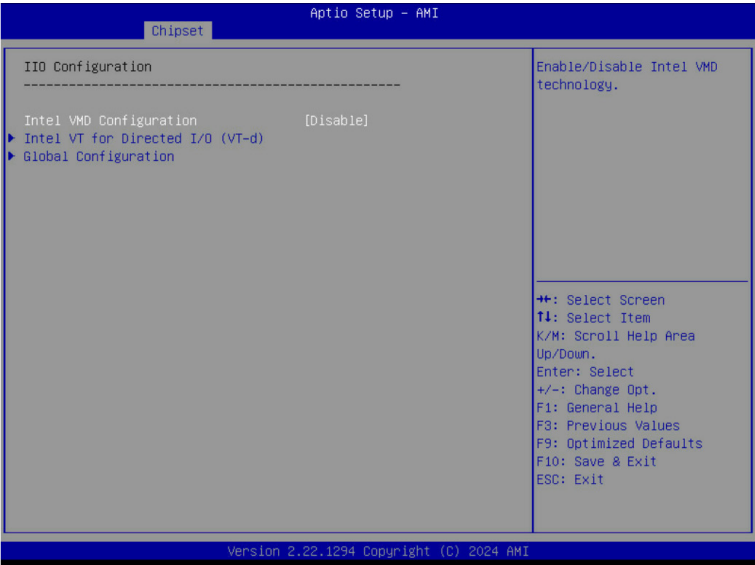 Aptio Setup – AMI
Chipset
IIO Configuration
--------------------------------------------------
Intel VMD Configuration [Disable]
Intel VT for Directed I/O (VT-d)
Global Configuration
Enable/Disable Intel VMD
technology.
→←: Select Screen
↑↓: Select Item
K/M: Scroll Help Area
Up/Down.
Enter: Select
+/-: Change Opt.
F1: General Help
F3: Previous Values
F9: Optimized Defaults
F10: Save & Exit
ESC: Exit
Version 2.22.1294 Copyright (C) 2024 AMI